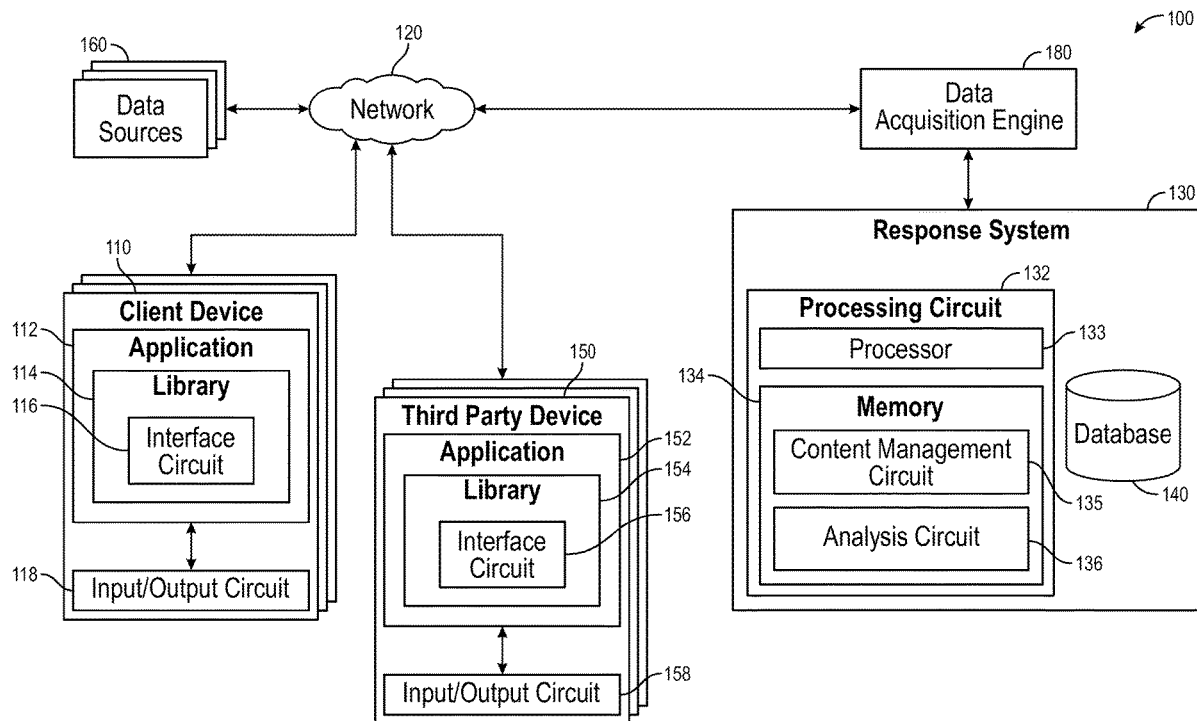 100
160
120
180
Data
Sources
Network
Data
Acquisition Engine
130
Response System
110
Client Device
112
Application
114
Library
116
Interface
Circuit
118
Input/Output Circuit
150
Third Party Device
Application
152
Library
154
Interface
Circuit
156
Input/Output Circuit
158
132
Processing Circuit
Processor
133
134
Memory
Content Management
Circuit
135
Analysis Circuit
136
Database
140